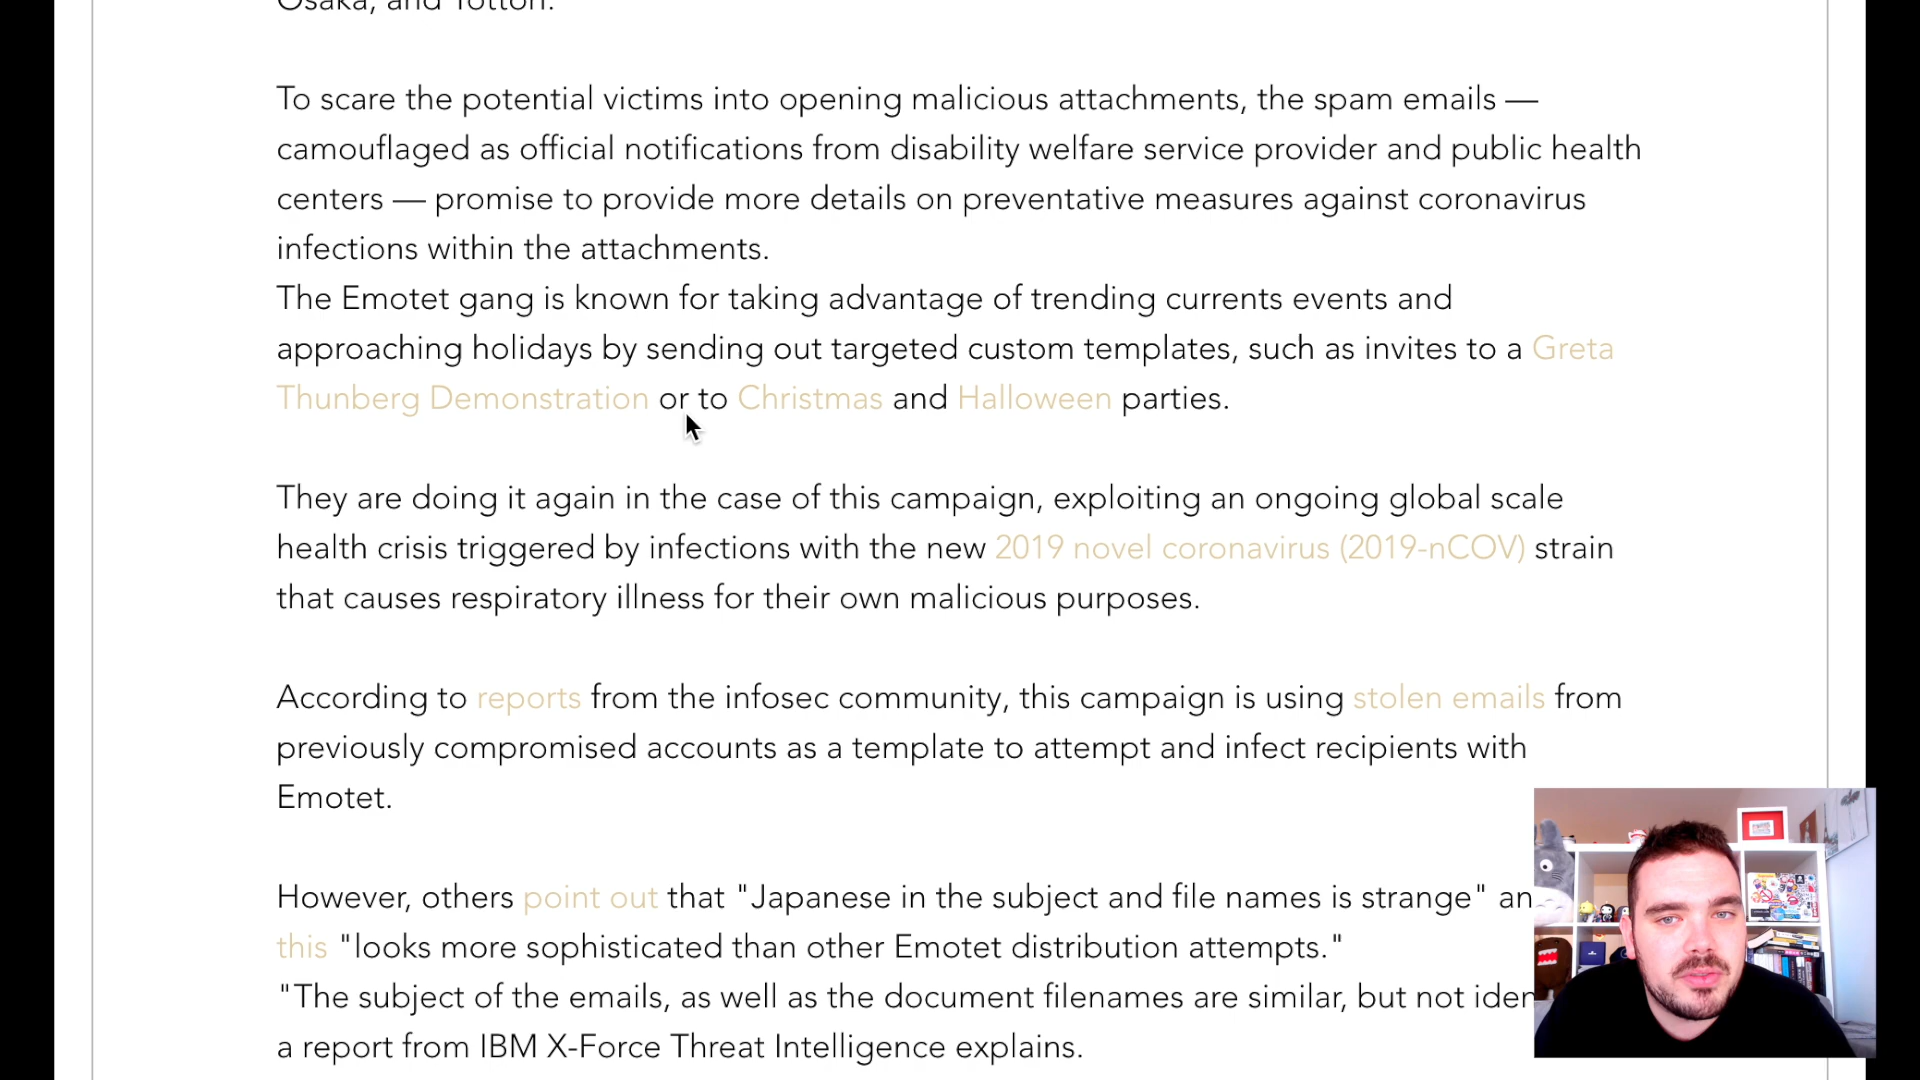 Osaka, and Tottori.
To scare the potential victims into opening malicious attachments, the spam emails —
camouflaged as official notifications from disability welfare service provider and public health
centers — promise to provide more details on preventative measures against coronavirus
infections within the attachments.
The Emotet gang is known for taking advantage of trending currents events and
approaching holidays by sending out targeted custom templates, such as invites to a Greta
Thunberg Demonstration or to Christmas and Halloween parties.
They are doing it again in the case of this campaign, exploiting an ongoing global scale
health crisis triggered by infections with the new 2019 novel coronavirus (2019-nCOV) strain
that causes respiratory illness for their own malicious purposes.
According to reports from the infosec community, this campaign is using stolen emails from
previously compromised accounts as a template to attempt and infect recipients with
Emotet.
However, others point out that "Japanese in the subject and file names is strange" an
this "looks more sophisticated than other Emotet distribution attempts."
"The subject of the emails, as well as the document filenames are similar, but not iden
a report from IBM X-Force Threat Intelligence explains.